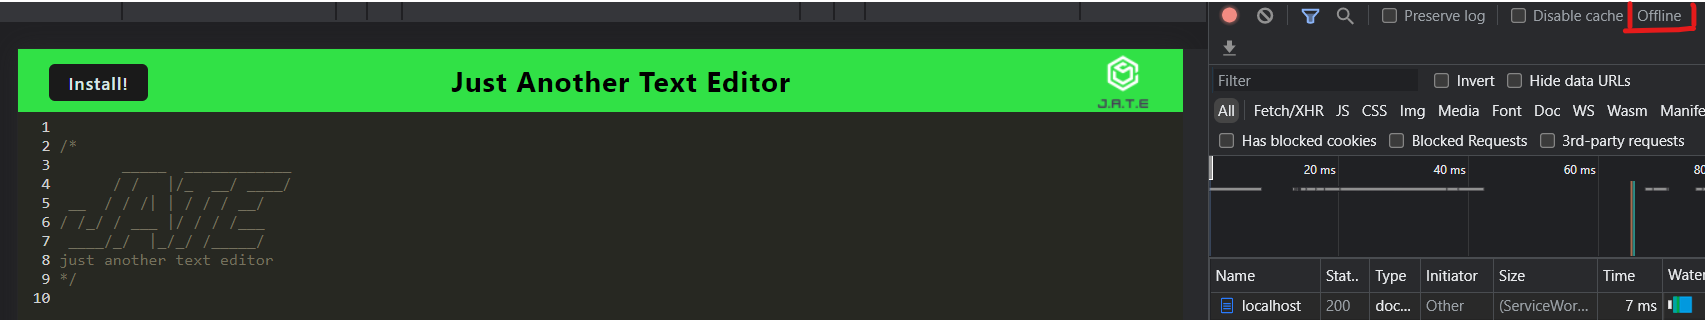 Install!
Just Another Text Editor
J.A.T.E
1
2 /*
3       _____  ____________
4      / /   |/_  __/ ____/
5  __  / / /| | / / / __/
6 / /_/ / ___ |/ / / /___
7  ____/_/  |_/_/ /_____/
8 just another text editor
9 */
10
Preserve log Disable cache Offline
Filter Invert Hide data URLs
All Fetch/XHR JS CSS Img Media Font Doc WS Wasm Manife
Has blocked cookies Blocked Requests 3rd-party requests
20 ms 40 ms 60 ms 80
Name Stat.. Type Initiator Size Time Water
localhost 200 doc... Other (ServiceWor... 7 ms